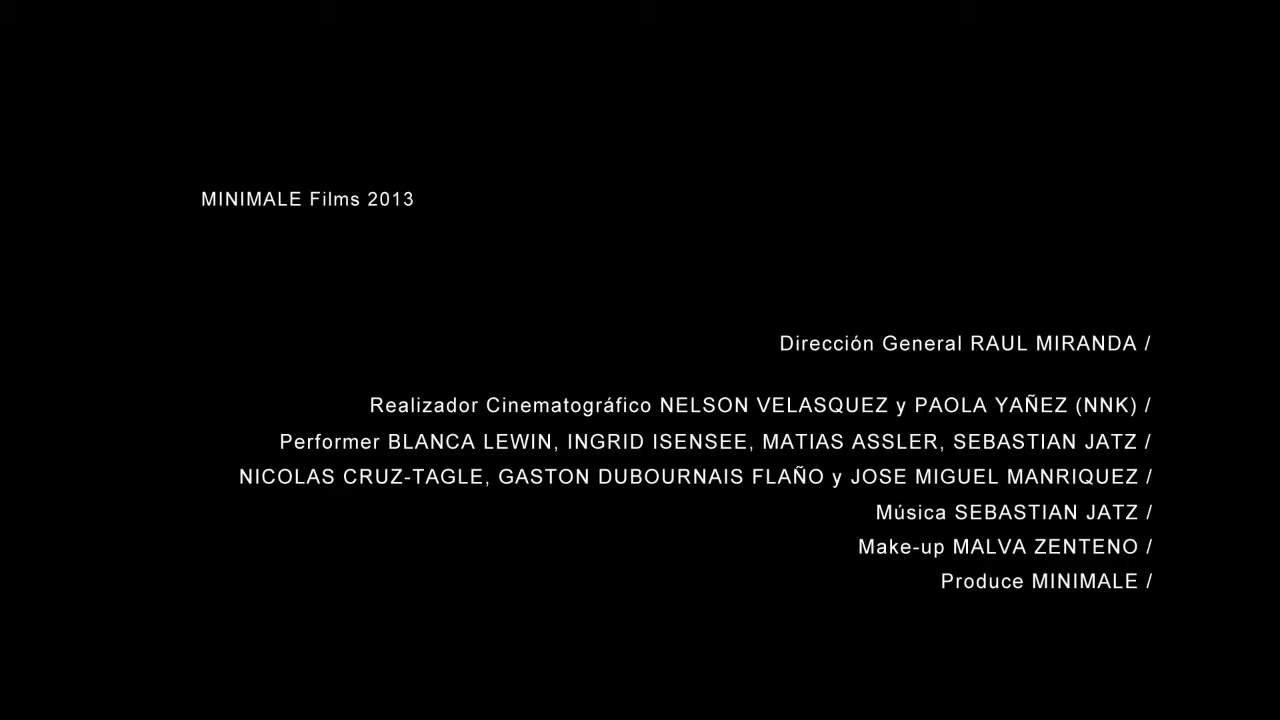 MINIMALE Films 2013
Dirección General RAUL MIRANDA /
Realizador Cinematográfico NELSON VELASQUEZ y PAOLA YAÑEZ (NNK) /
Performer BLANCA LEWIN, INGRID ISENSEE, MATIAS ASSLER, SEBASTIAN JATZ /
NICOLAS CRUZ-TAGLE, GASTON DUBOURNAIS FLAÑO y JOSE MIGUEL MANRIQUEZ /
Música SEBASTIAN JATZ /
Make-up MALVA ZENTENO /
Produce MINIMALE /